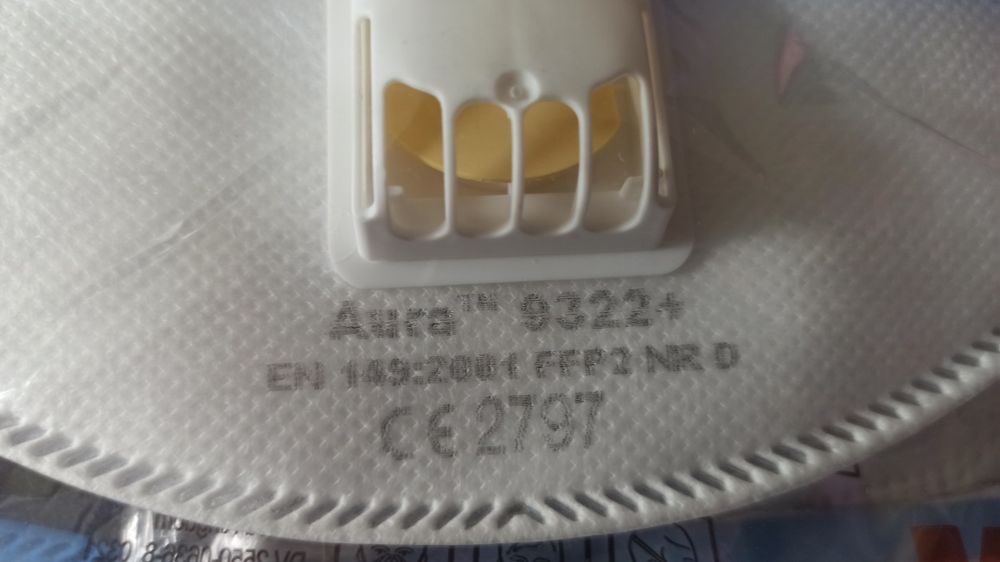 Aura™ 9322+
EN 149:2001 FFP2 NR D
CE 2797